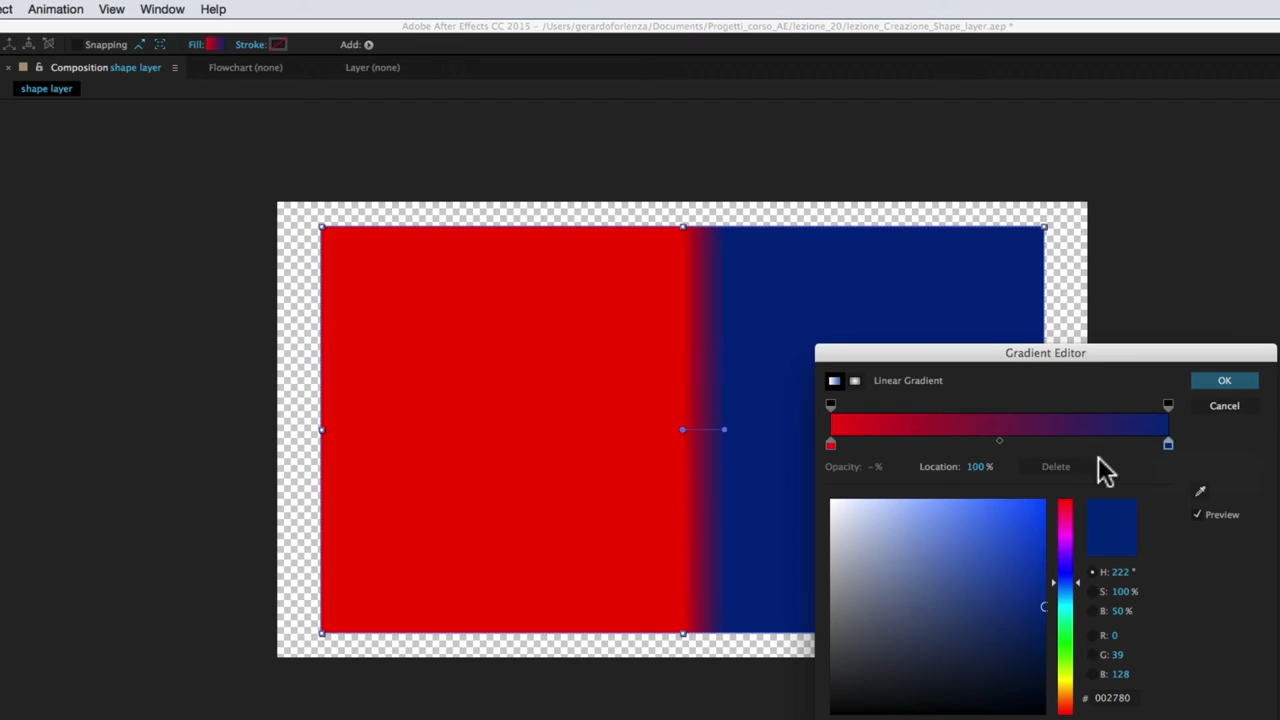 ect Animation View Window Help
Adobe After Effects CC 2015 - /Users/gerardoforlenza/Documents/Progetti_corso_AE/lezione_20/lezione_Creazione_Shape_layer.aep *
Snapping Fill: Stroke: Add:
× Composition shape layer Flowchart (none) Layer (none)
shape layer
Gradient Editor
Linear Gradient OK
Cancel
Opacity: - % Location: 100 % Delete
Preview
H: 222 °
S: 100 %
B: 50 %
R: 0
G: 39
B: 128
# 002780